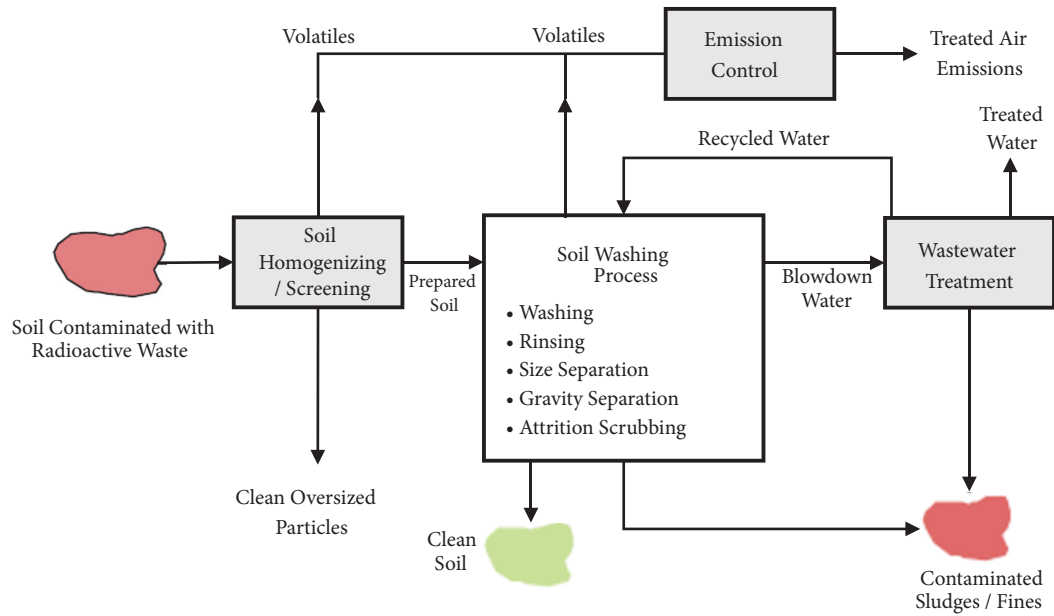 Volatiles
Volatiles
Emission
Control
Treated Air
Emissions
Treated
Water
Recycled Water
Soil
Homogenizing
/ Screening
Prepared
Soil
Soil Washing
Process
• Washing
• Rinsing
• Size Separation
• Gravity Separation
• Attrition Scrubbing
Blowdown
Water
Wastewater
Treatment
Soil Contaminated with
Radioactive Waste
Clean Oversized
Particles
Clean
Soil
Contaminated
Sludges / Fines